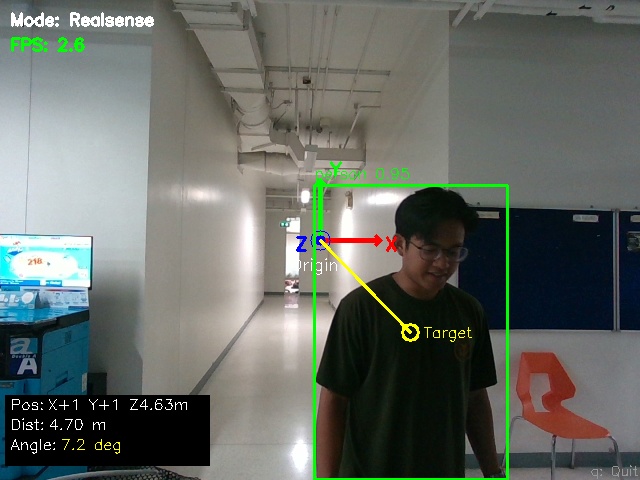 Mode: Realsense
FPS: 2.6
person 0.95
Y
Z
X
Origin
Target
218
a
A
Pos: X+1 Y+1 Z4.63m
Dist: 4.70 m
Angle: 7.2 deg
q: Quit